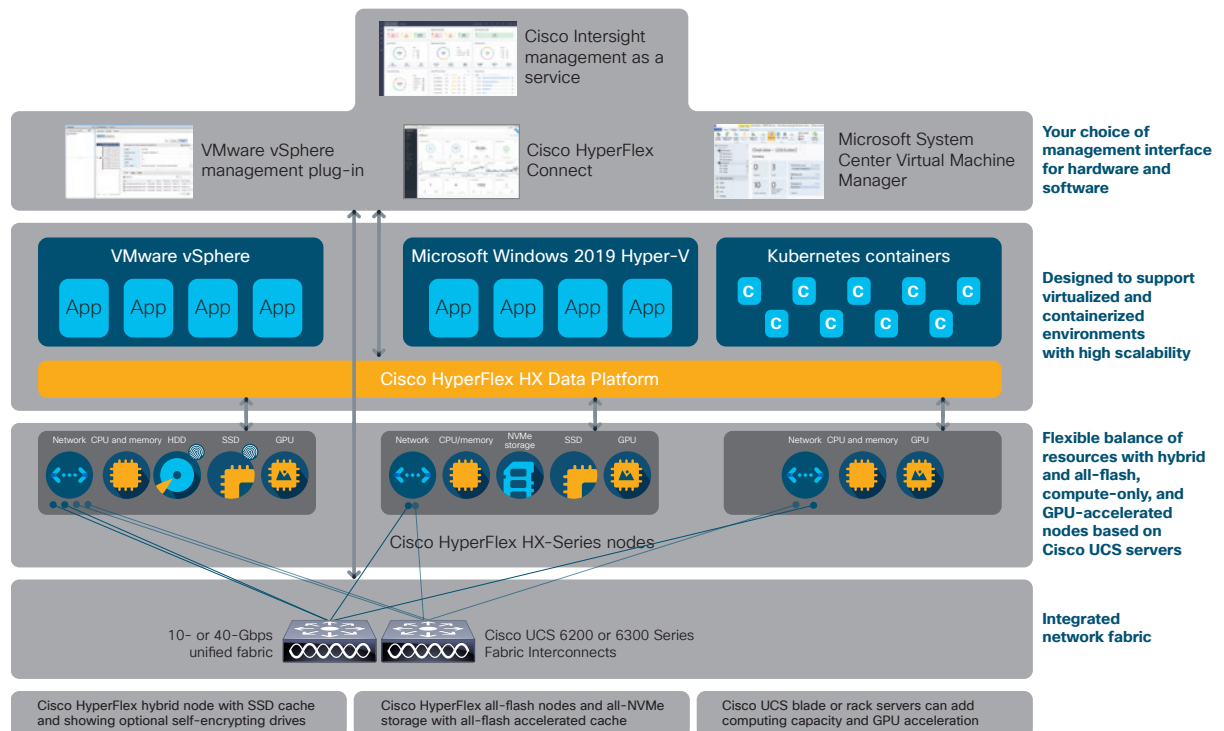 Cisco Intersight
management as a
service
VMware vSphere
management plug-in
Cisco HyperFlex
Connect
Microsoft System
Center Virtual Machine
Manager
Your choice of
management interface
for hardware and
software
VMware vSphere
App App App App
Microsoft Windows 2019 Hyper-V
App App App App
Kubernetes containers
C C C C C
C C C C
Designed to support
virtualized and
containerized
environments
with high scalability
Cisco HyperFlex HX Data Platform
Network CPU and memory HDD SSD GPU
Network CPU/memory NVMe
storage SSD GPU
Network CPU and memory GPU
Cisco HyperFlex HX-Series nodes
Flexible balance of
resources with hybrid
and all-flash,
compute-only, and
GPU-accelerated
nodes based on
Cisco UCS servers
10- or 40-Gbps
unified fabric
Cisco UCS 6200 or 6300 Series
Fabric Interconnects
Integrated
network fabric
Cisco HyperFlex hybrid node with SSD cache
and showing optional self-encrypting drives
Cisco HyperFlex all-flash nodes and all-NVMe
storage with all-flash accelerated cache
Cisco UCS blade or rack servers can add
computing capacity and GPU acceleration